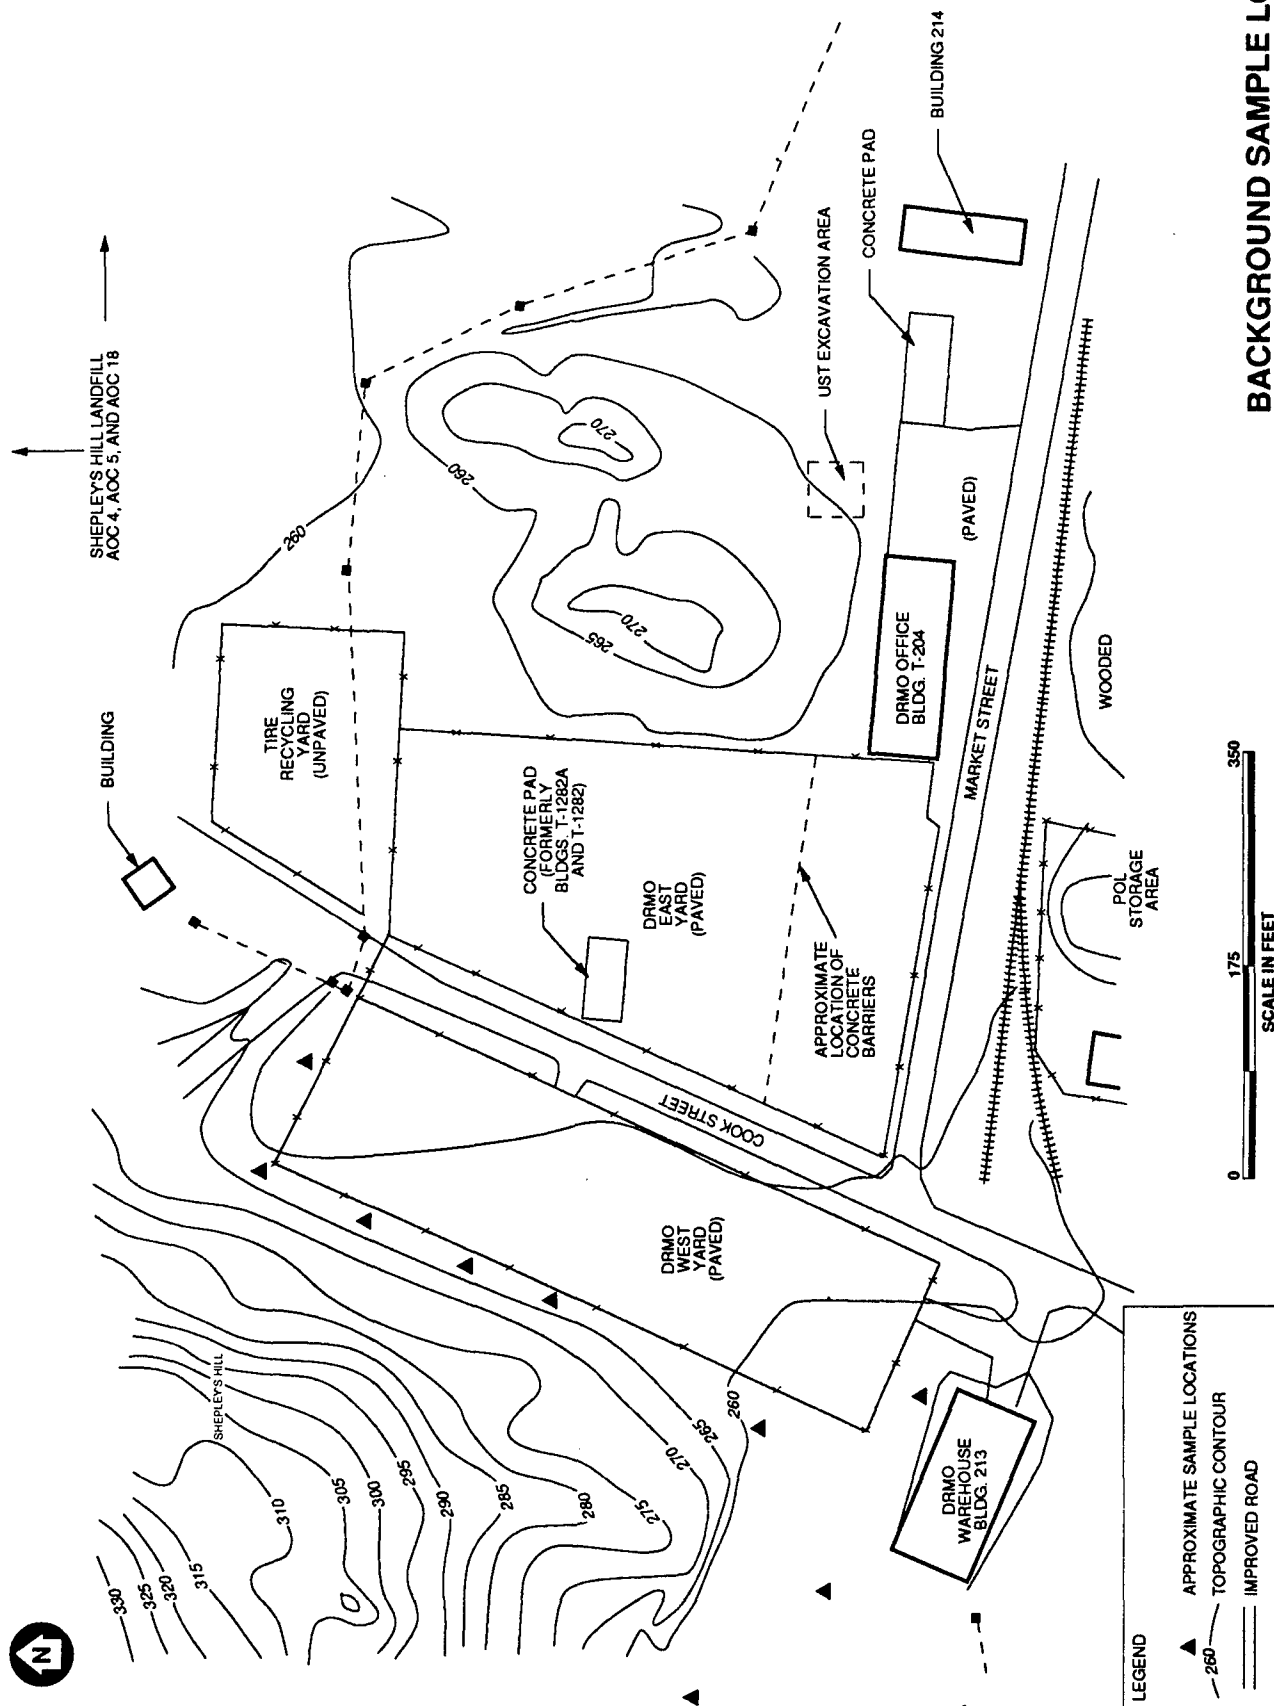 N
SHEPLEY'S HILL LANDFILL
AOC 4, AOC 5, AND AOC 18
BUILDING
TIRE
RECYCLING
YARD
(UNPAVED)
260
260
270
265
270
CONCRETE PAD
(FORMERLY
BLDGS. T-1282A
AND T-1282)
DRMO
EAST
YARD
(PAVED)
APPROXIMATE
LOCATION OF
CONCRETE
BARRIERS
UST EXCAVATION AREA
CONCRETE PAD
BUILDING 214
(PAVED)
DRMO OFFICE
BLDG. T-204
MARKET STREET
COOK STREET
WOODED
POL
STORAGE
AREA
DRMO
WEST
YARD
(PAVED)
SHEPLEY'S HILL
330
325
320
315
310
305
300
295
290
285
280
275
270
265
260
DRMO
WAREHOUSE
BLDG. 213
LEGEND
APPROXIMATE SAMPLE LOCATIONS
260 TOPOGRAPHIC CONTOUR
IMPROVED ROAD
0 175 350
SCALE IN FEET
BACKGROUND SAMPLE